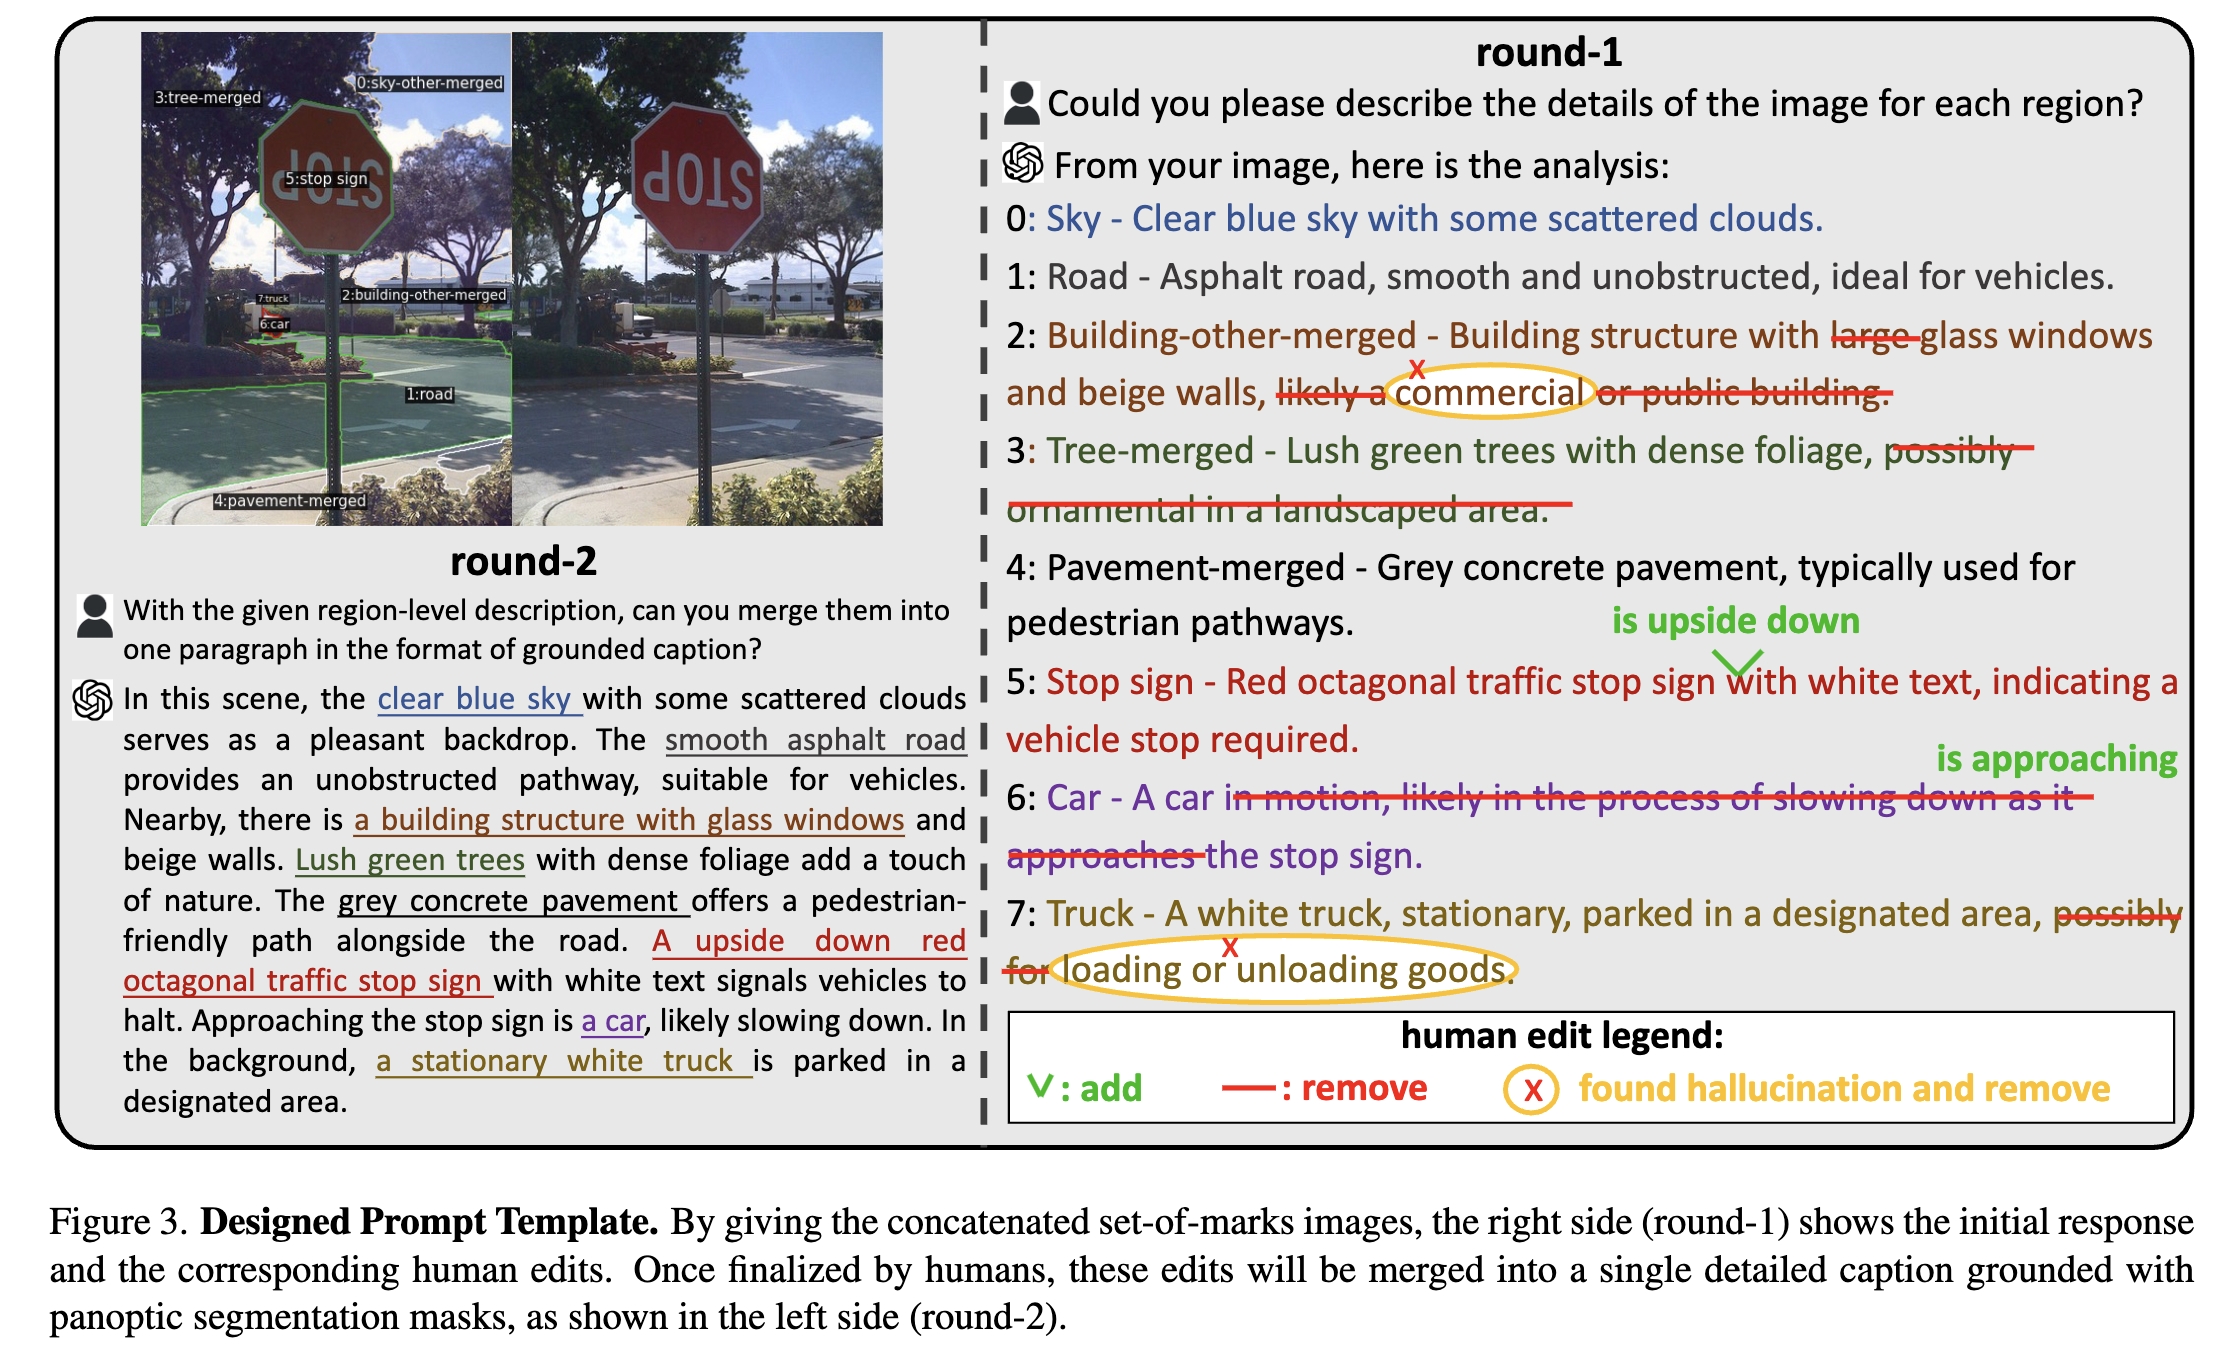 3:tree-merged
0:sky-other-merged
5:stop sign
STOP
7:truck
2:building-other-merged
6:car
1:road
4:pavement-merged
STOP
round-2
With the given region-level description, can you merge them into
one paragraph in the format of grounded caption?
In this scene, the clear blue sky with some scattered clouds
serves as a pleasant backdrop. The smooth asphalt road
provides an unobstructed pathway, suitable for vehicles.
Nearby, there is a building structure with glass windows and
beige walls. Lush green trees with dense foliage add a touch
of nature. The grey concrete pavement offers a pedestrian-
friendly path alongside the road. A upside down red
octagonal traffic stop sign with white text signals vehicles to
halt. Approaching the stop sign is a car, likely slowing down. In
the background, a stationary white truck is parked in a
designated area.
round-1
Could you please describe the details of the image for each region?
From your image, here is the analysis:
0: Sky - Clear blue sky with some scattered clouds.
1: Road - Asphalt road, smooth and unobstructed, ideal for vehicles.
2: Building-other-merged - Building structure with large glass windows
x
and beige walls, likely a commercial or public building.
3: Tree-merged - Lush green trees with dense foliage, possibly
ornamental in a landscaped area.
4: Pavement-merged - Grey concrete pavement, typically used for
pedestrian pathways.
is upside down
5: Stop sign - Red octagonal traffic stop sign with white text, indicating a
vehicle stop required.
is approaching
6: Car - A car in motion, likely in the process of slowing down as it
approaches the stop sign.
7: Truck - A white truck, stationary, parked in a designated area, possibly
x
for loading or unloading goods.
human edit legend:
V : add — : remove x found hallucination and remove
Figure 3. Designed Prompt Template. By giving the concatenated set-of-marks images, the right side (round-1) shows the initial response
and the corresponding human edits. Once finalized by humans, these edits will be merged into a single detailed caption grounded with
panoptic segmentation masks, as shown in the left side (round-2).